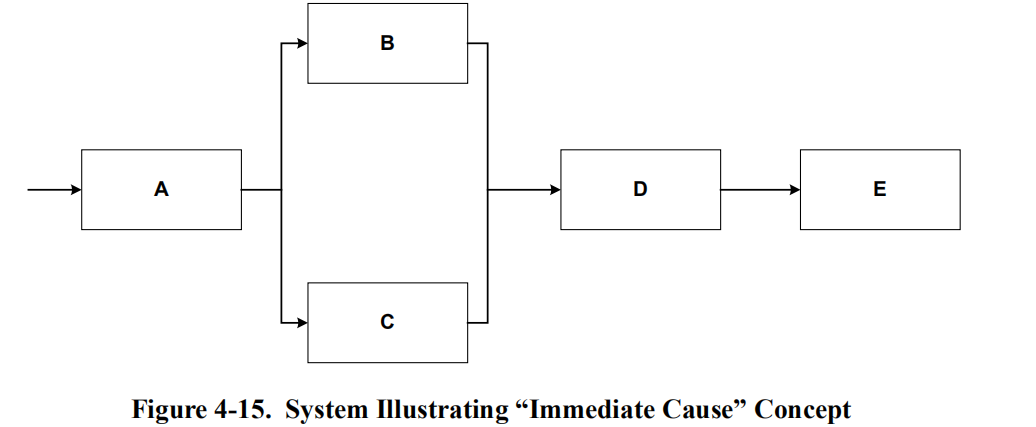 B
A
D
E
C
Figure 4-15. System Illustrating “Immediate Cause” Concept